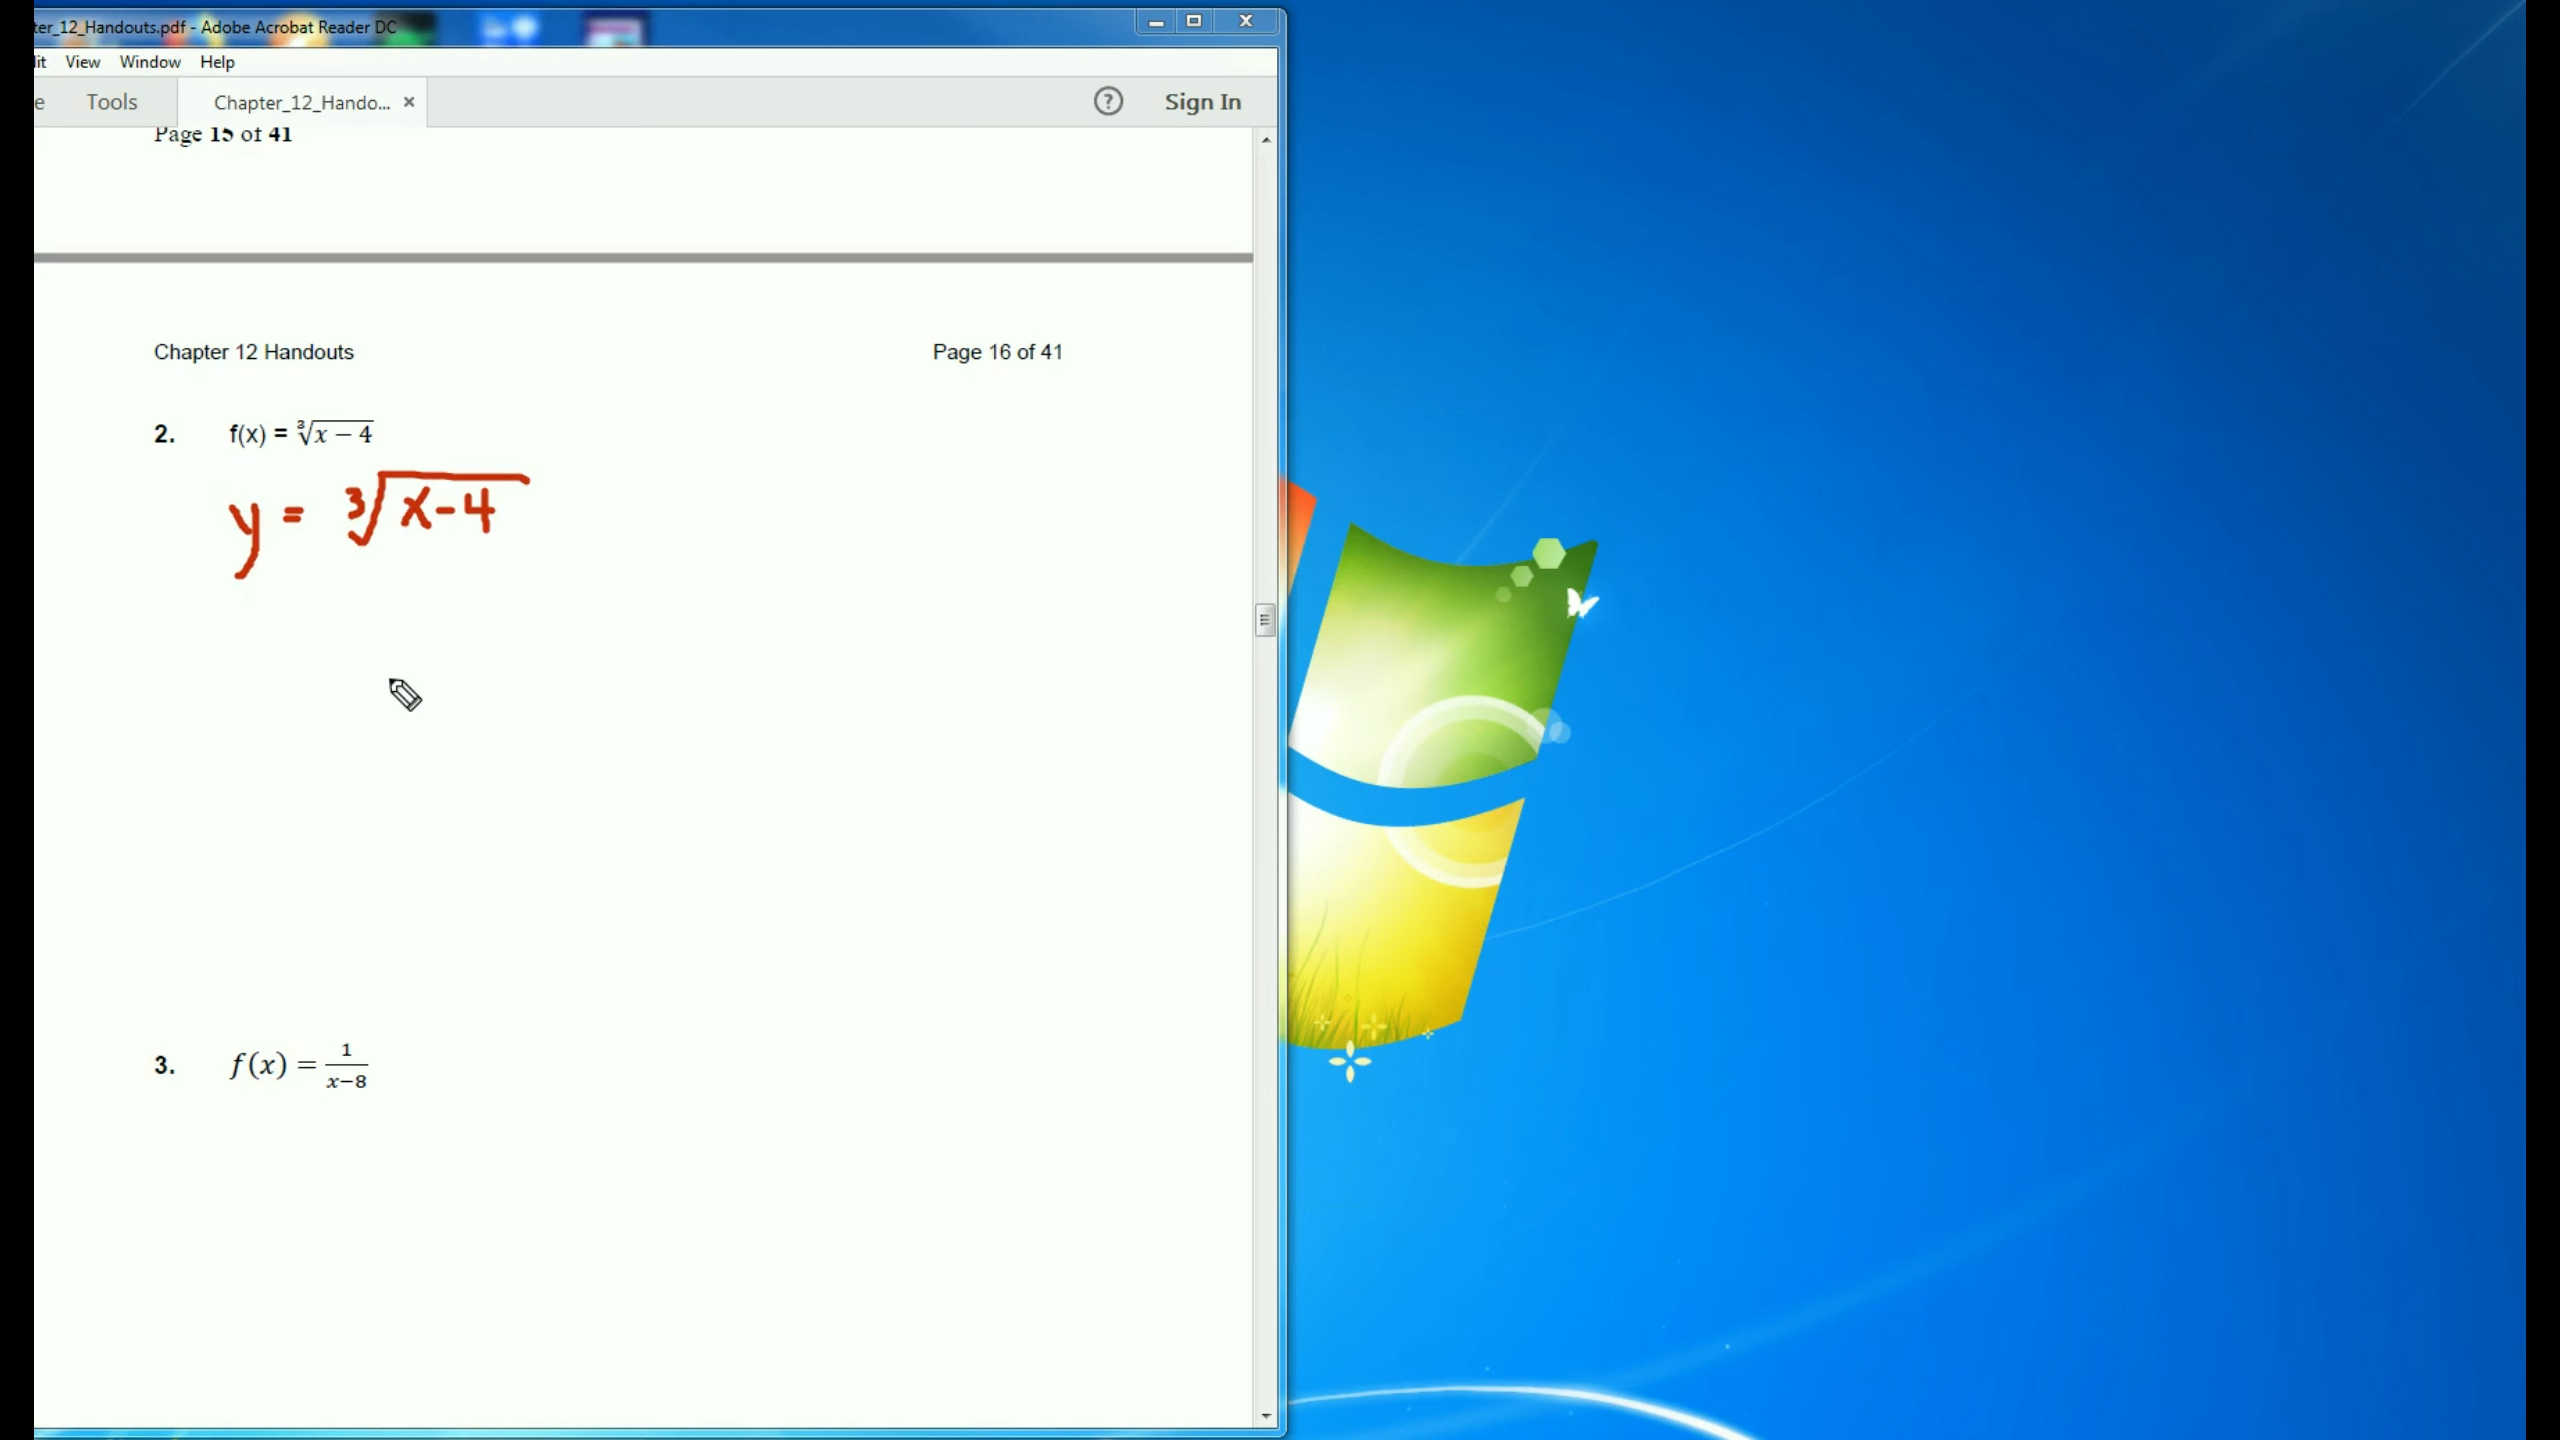 ter_12_Handouts.pdf - Adobe Acrobat Reader DC
it View Window Help
e Tools Chapter_12_Hando... × ? Sign In
Page 15 of 41
Chapter 12 Handouts Page 16 of 41
2. f(x) = ∛(x − 4)
y = ∛(x-4)
3. f(x) = 1/(x−8)